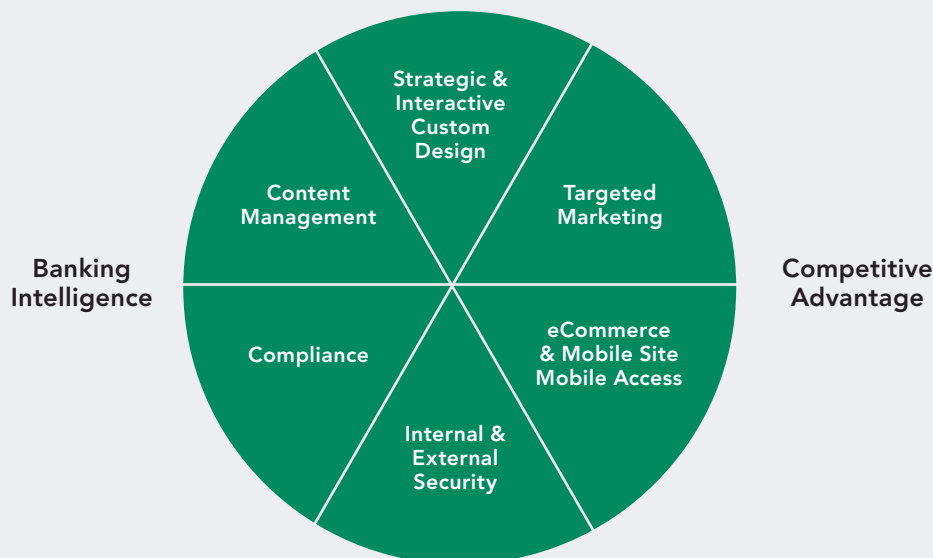 Strategic &
Interactive
Custom
Design
Targeted
Marketing
Content
Management
Banking
Intelligence
Competitive
Advantage
eCommerce
& Mobile Site
Mobile Access
Compliance
Internal &
External
Security